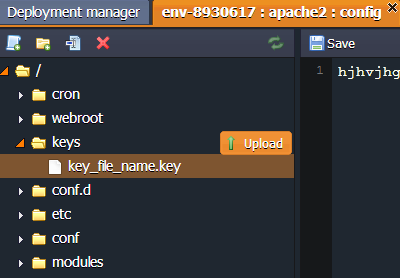 Deployment manager
env-8930617 : apache2 : config
Save
/
1 hjhvjhg
cron
webroot
keys
Upload
key_file_name.key
conf.d
etc
conf
modules